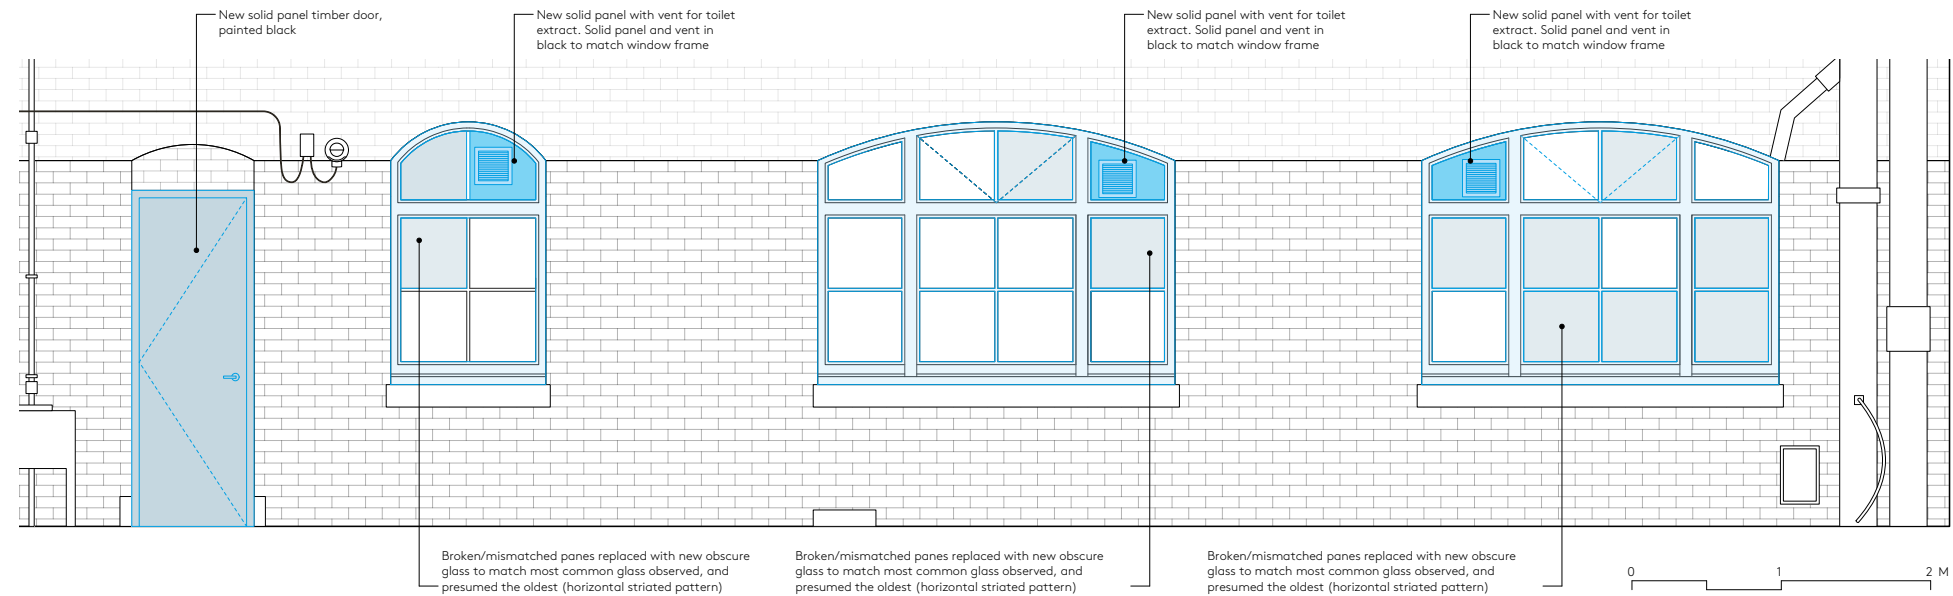 New solid panel timber door,
painted black
New solid panel with vent for toilet
extract. Solid panel and vent in
black to match window frame
New solid panel with vent for toilet
extract. Solid panel and vent in
black to match window frame
New solid panel with vent for toilet
extract. Solid panel and vent in
black to match window frame
Broken/mismatched panes replaced with new obscure
glass to match most common glass observed, and
presumed the oldest (horizontal striated pattern)
Broken/mismatched panes replaced with new obscure
glass to match most common glass observed, and
presumed the oldest (horizontal striated pattern)
Broken/mismatched panes replaced with new obscure
glass to match most common glass observed, and
presumed the oldest (horizontal striated pattern)
0 1 2 M